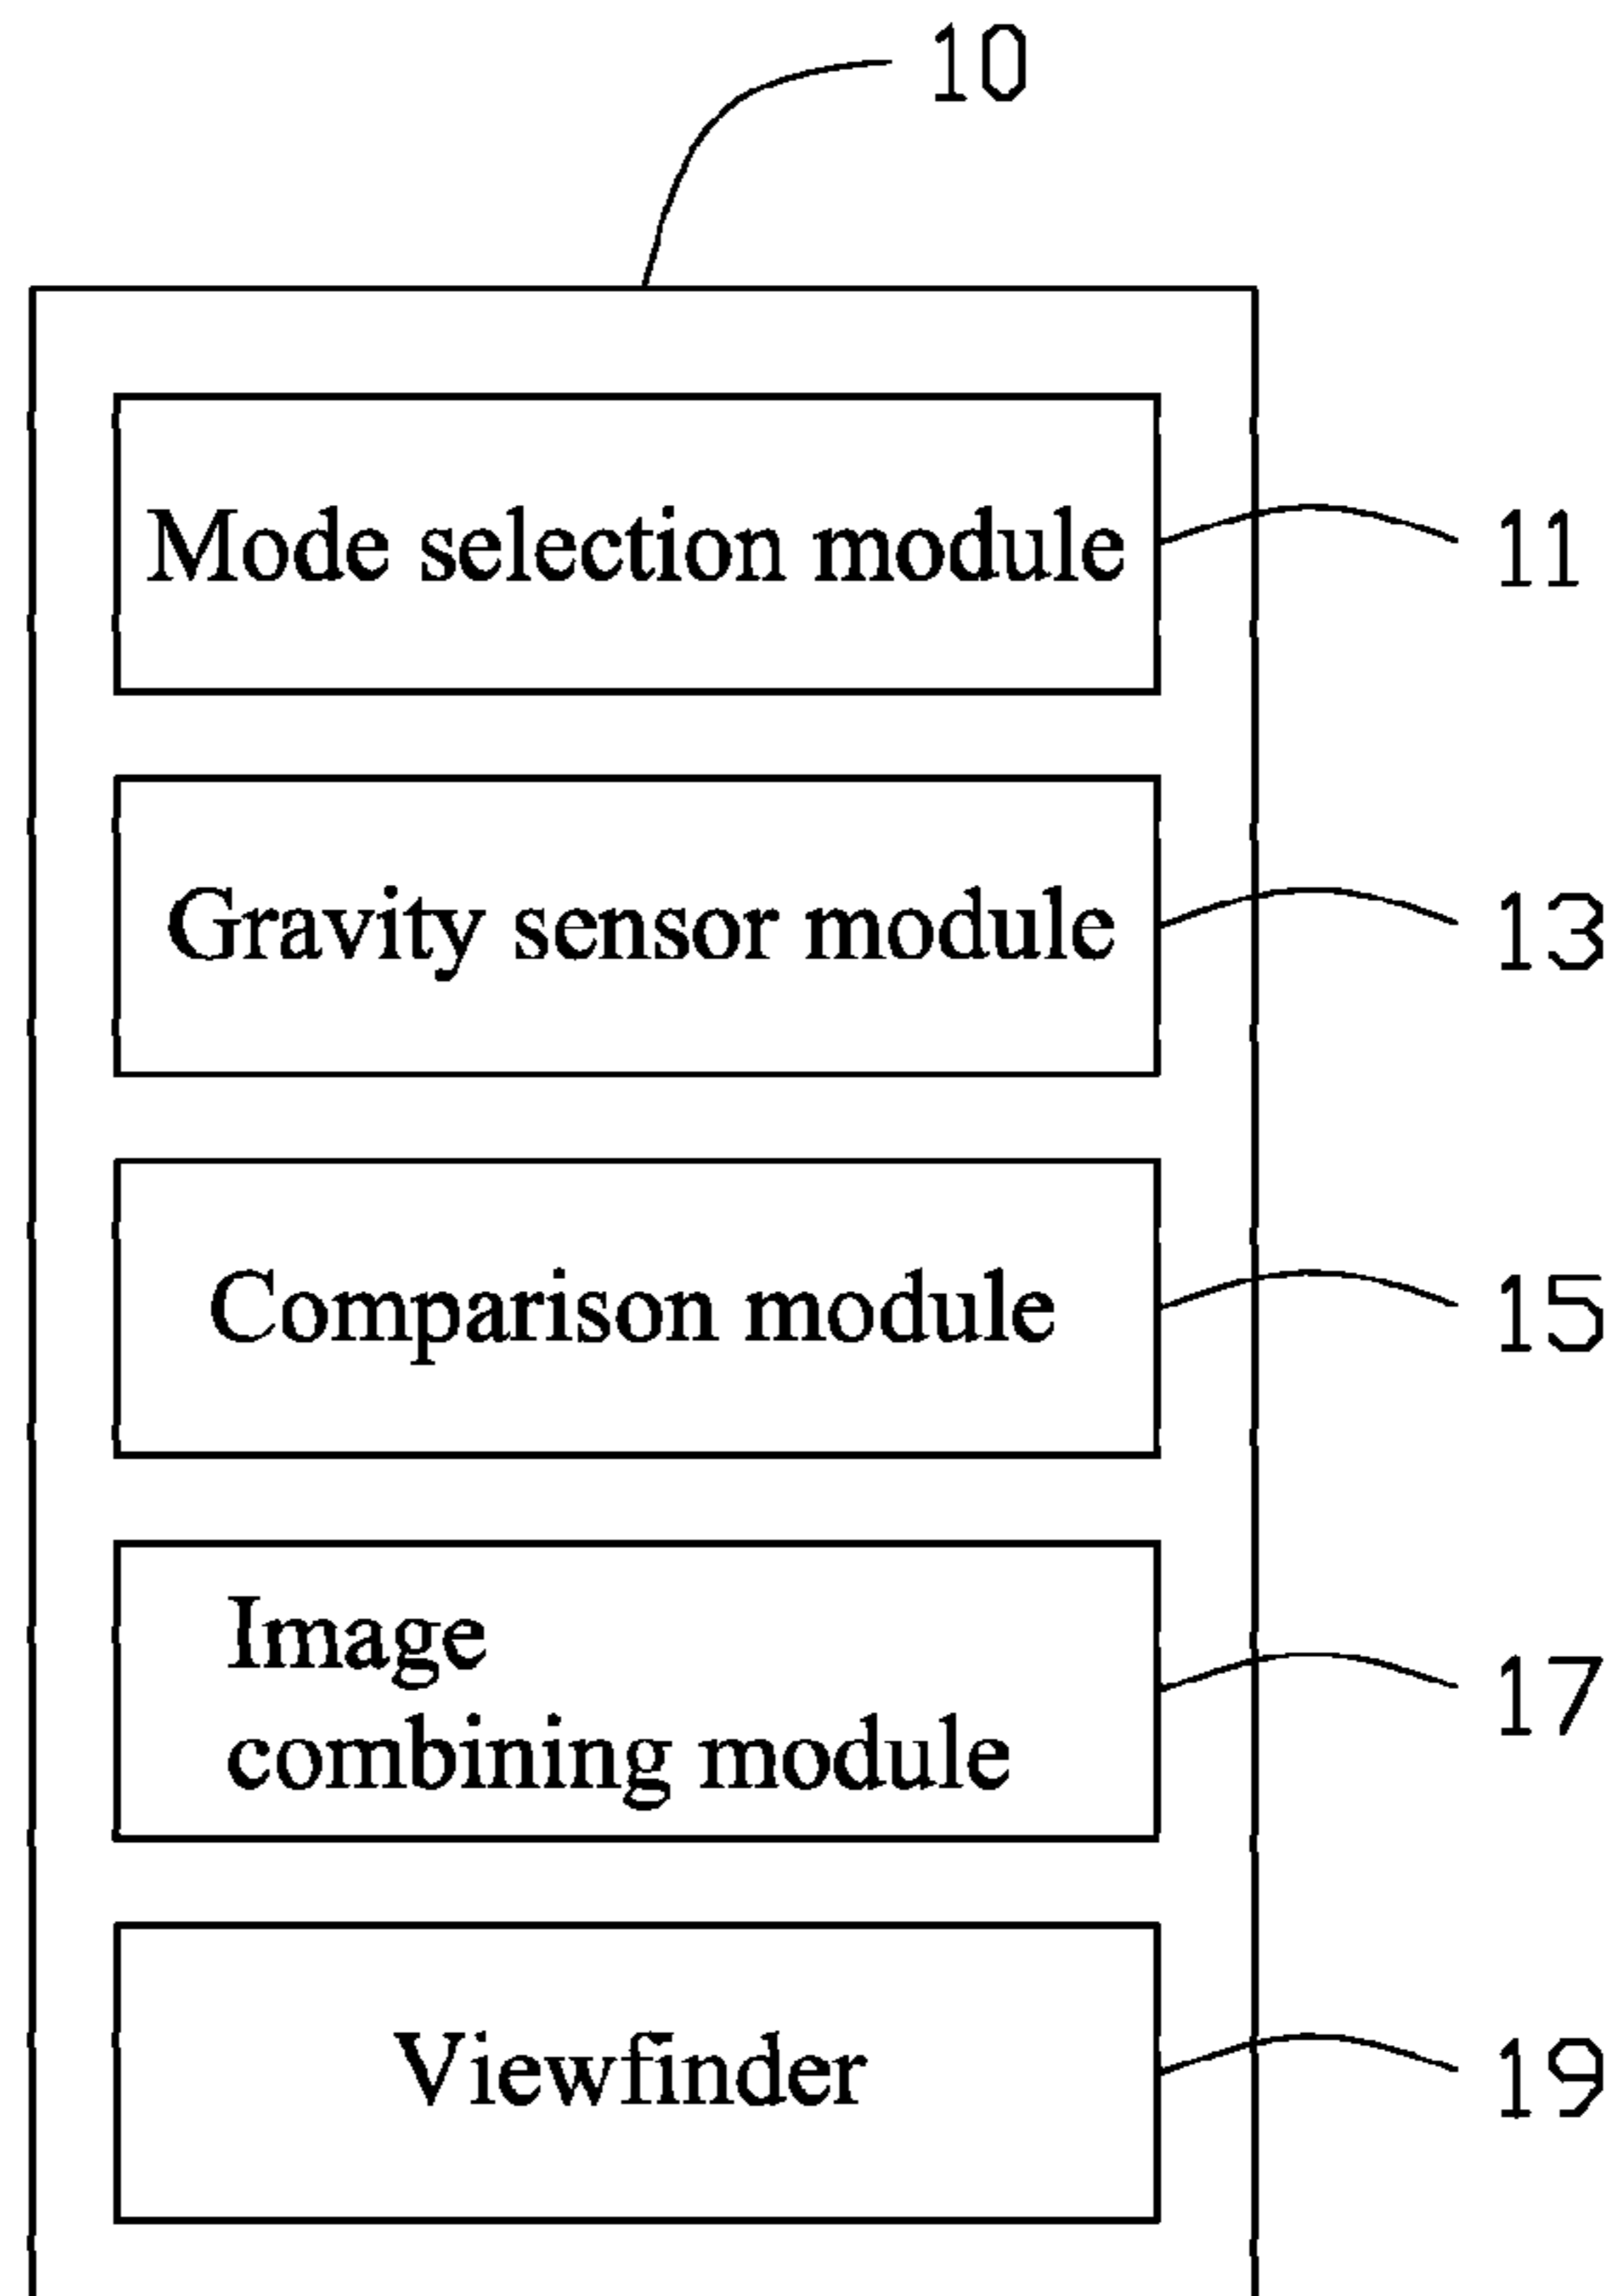 10
Mode selection module
11
Gravity sensor module
13
Comparison module
15
Image
combining module
17
Viewfinder
19